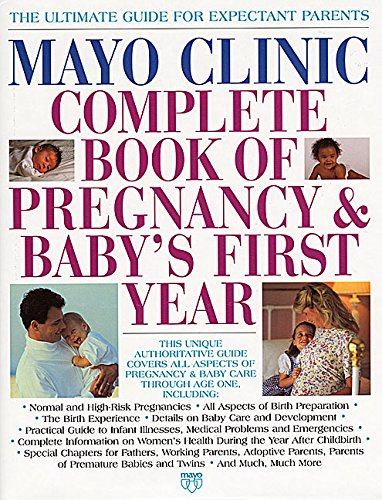 THE ULTIMATE GUIDE FOR EXPECTANT PARENTS
MAYO CLINIC
COMPLETE
BOOK OF
PREGNANCY &
BABY'S FIRST
YEAR
THIS UNIQUE
AUTHORITATIVE GUIDE
COVERS ALL ASPECTS OF
PREGNANCY & BABY CARE
THROUGH AGE ONE,
INCLUDING:
• Normal and High-Risk Pregnancies • All Aspects of Birth Preparation •
The Birth Experience • Details on Baby Care and Development •
Practical Guide to Infant Illnesses, Medical Problems and Emergencies •
Complete Information on Women's Health During the Year After Childbirth •
Special Chapters for Fathers, Working Parents, Adoptive Parents, Parents
of Premature Babies and Twins • And Much, Much More
mayo